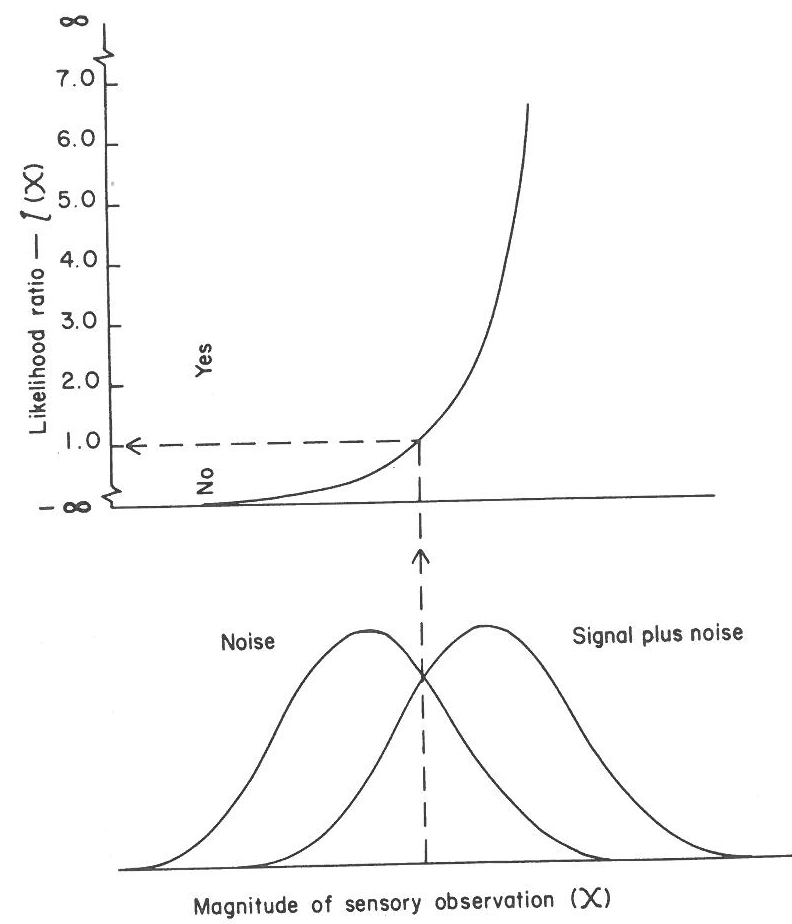 ∞
7.0
6.0
5.0
4.0
3.0
2.0
1.0
– ∞
Likelihood ratio — l (X)
Yes
No
Noise
Signal plus noise
Magnitude of sensory observation (X)